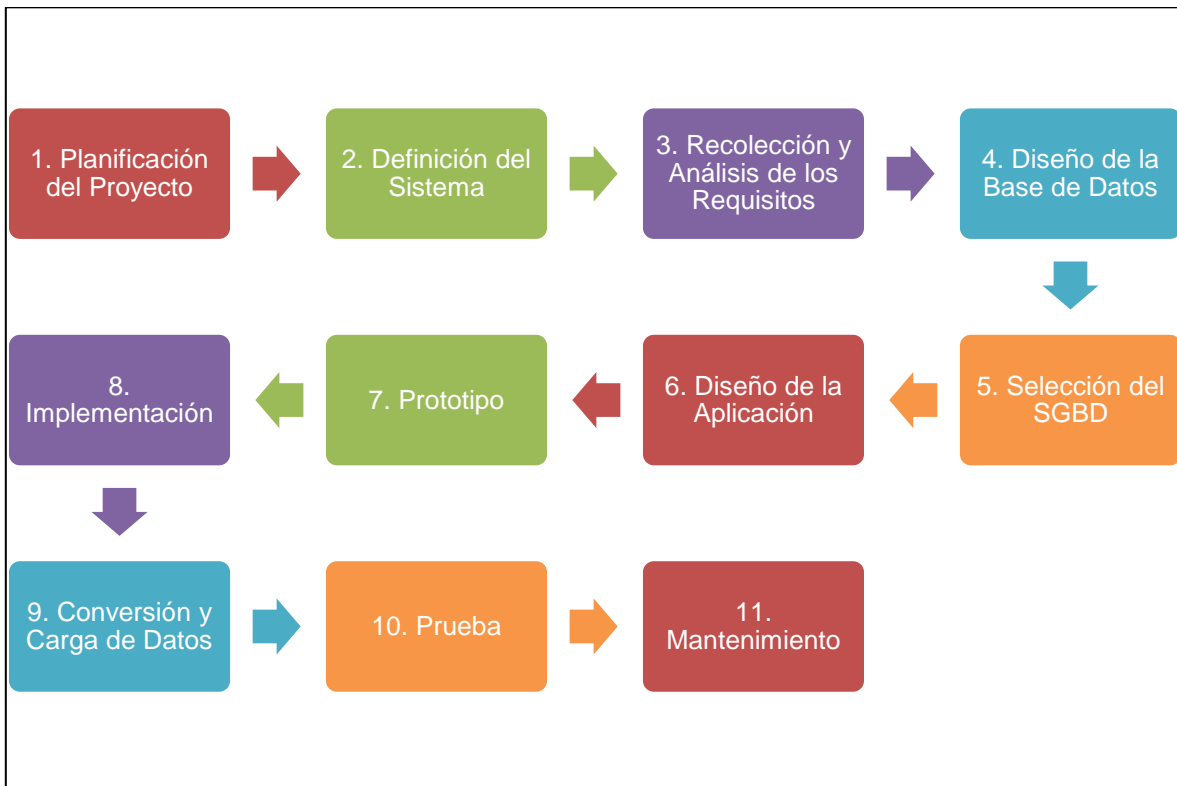 1. Planificación
del Proyecto
2. Definición del
Sistema
3. Recolección y
Análisis de los
Requisitos
4. Diseño de la
Base de Datos
5. Selección del
SGBD
6. Diseño de la
Aplicación
7. Prototipo
8.
Implementación
9. Conversión y
Carga de Datos
10. Prueba
11.
Mantenimiento